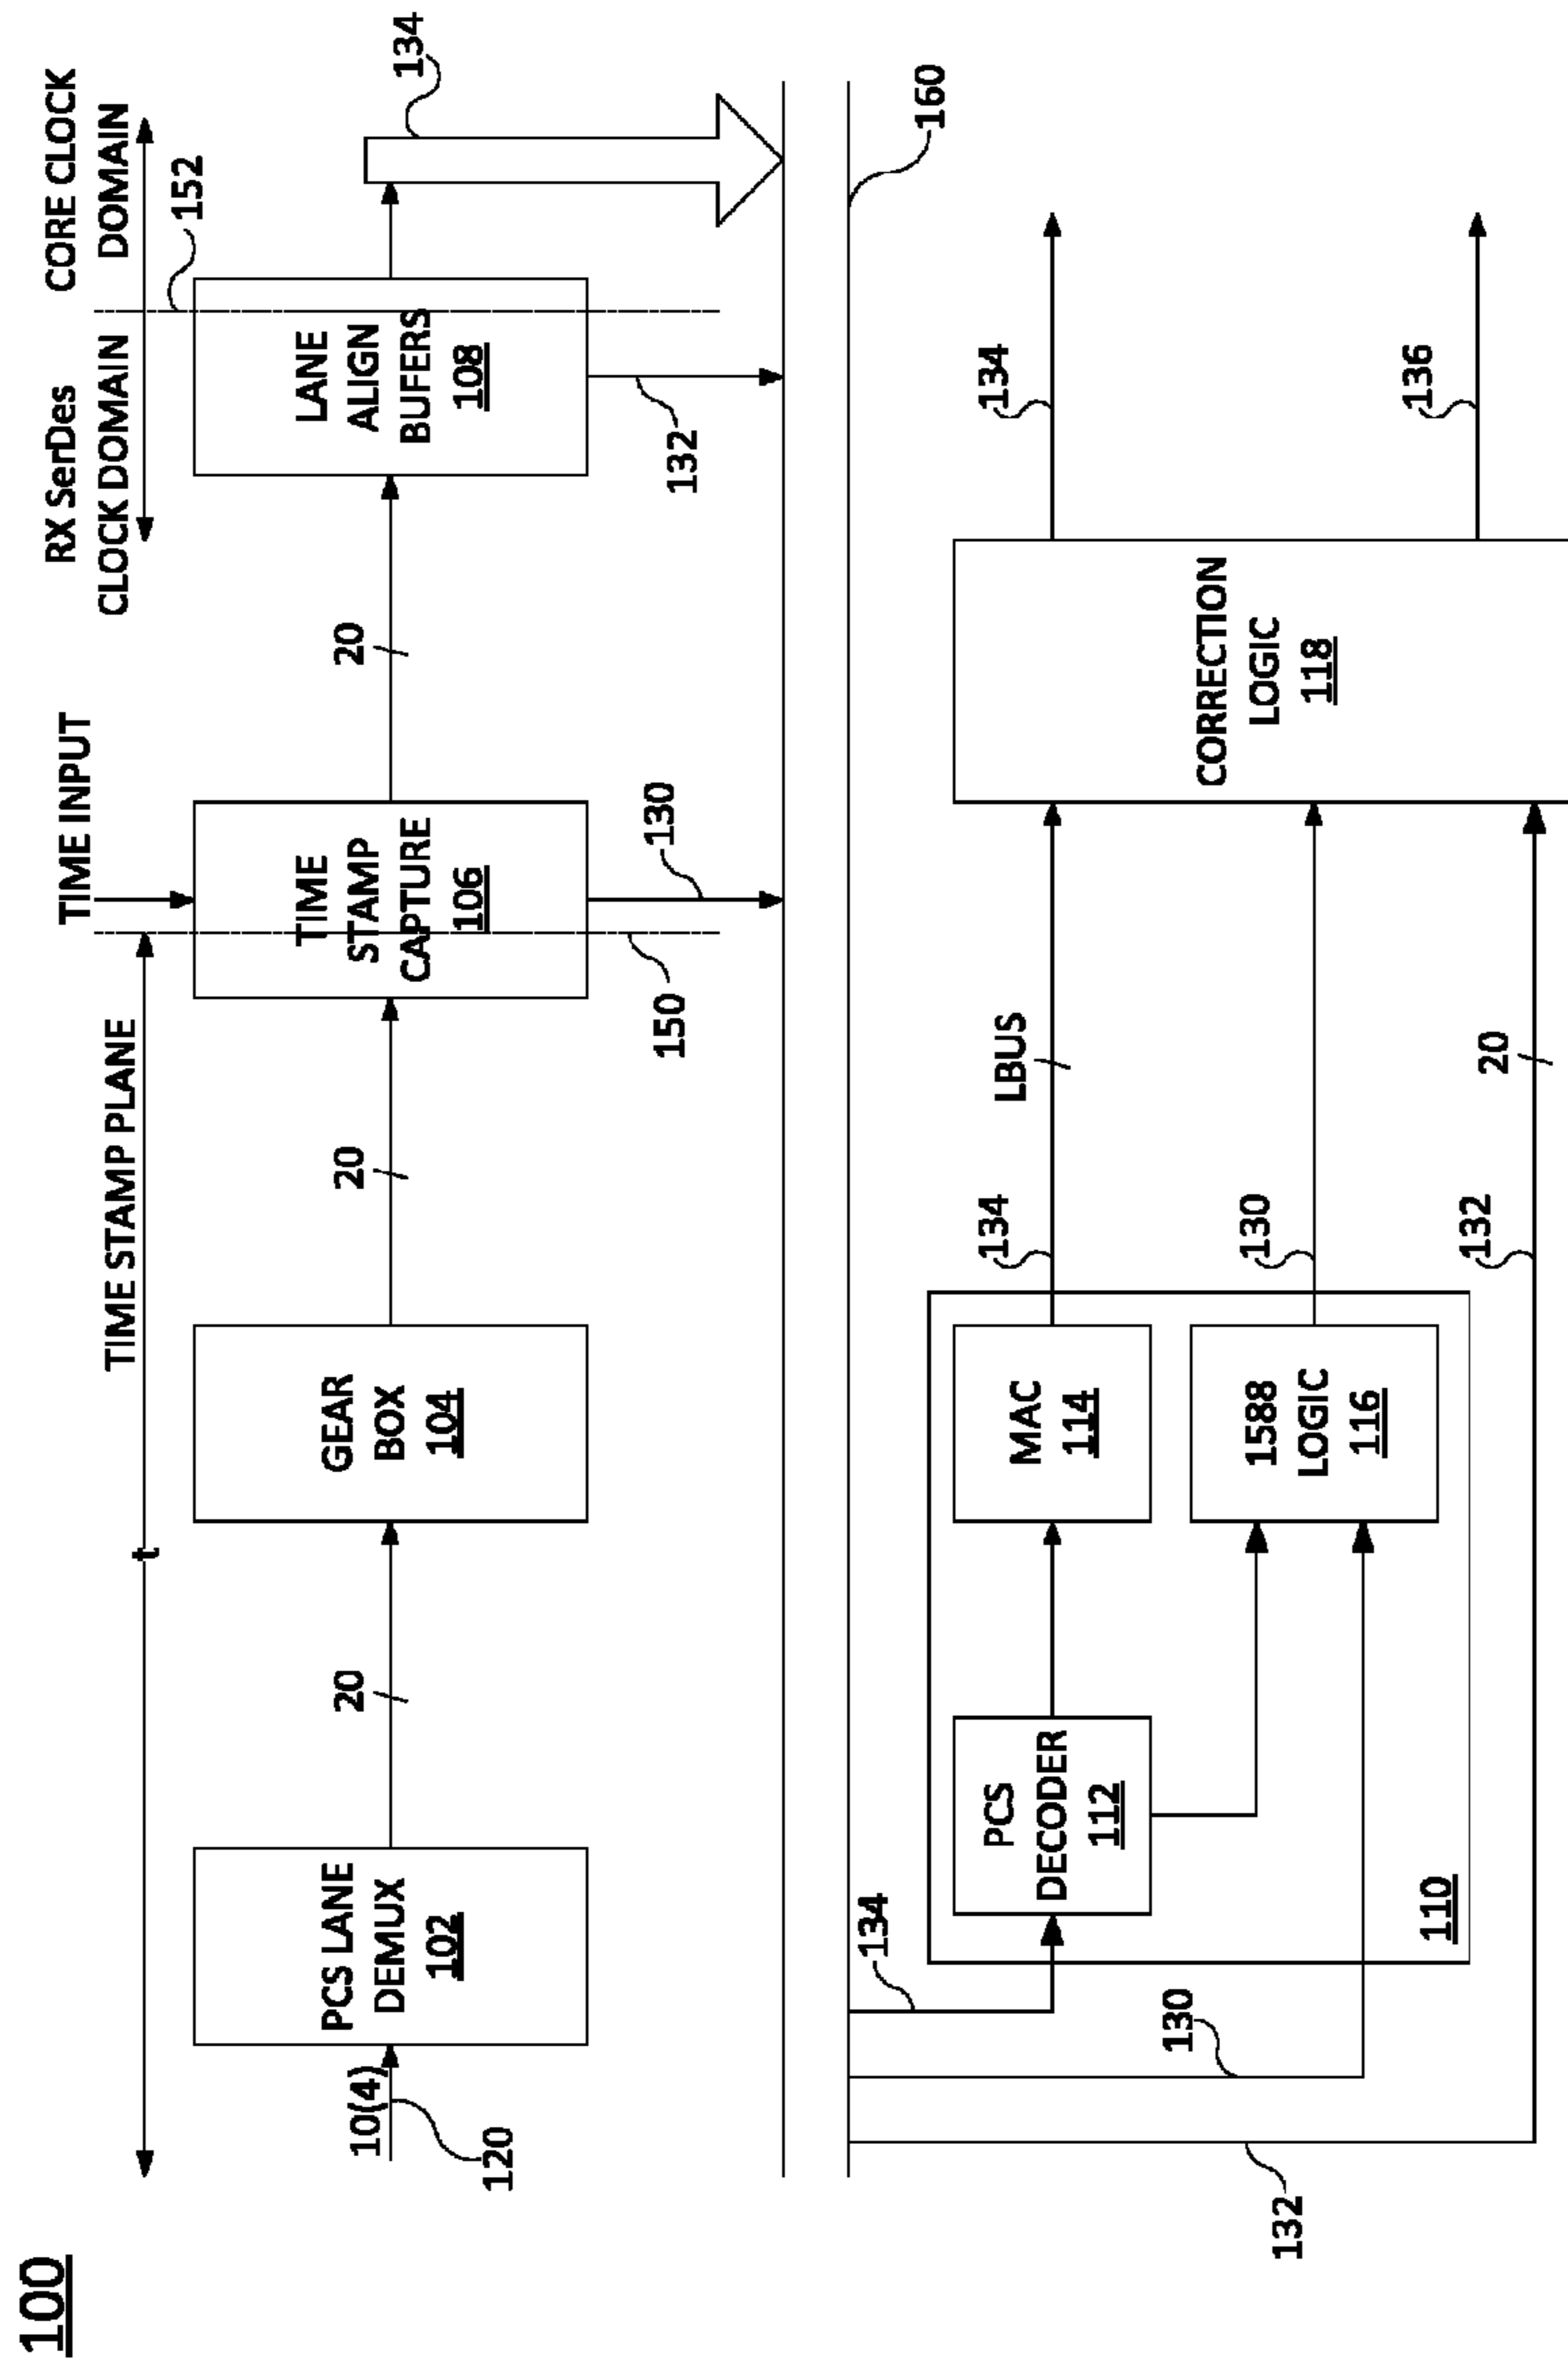 100
TIME STAMP PLANE
t
TIME INPUT
RX SerDes
CLOCK DOMAIN
CORE CLOCK
DOMAIN
152
10(4)
120
PCS LANE
DEMUX
102
20
GEAR
BOX
104
20
TIME
STAMP
CAPTURE
106
150
130
20
LANE
ALIGN
BUFERS
108
132
134
160
132
130
134
110
PCS
DECODER
112
MAC
114
1588
LOGIC
116
134
LBUS
130
132
20
CORRECTION
LOGIC
118
134
136